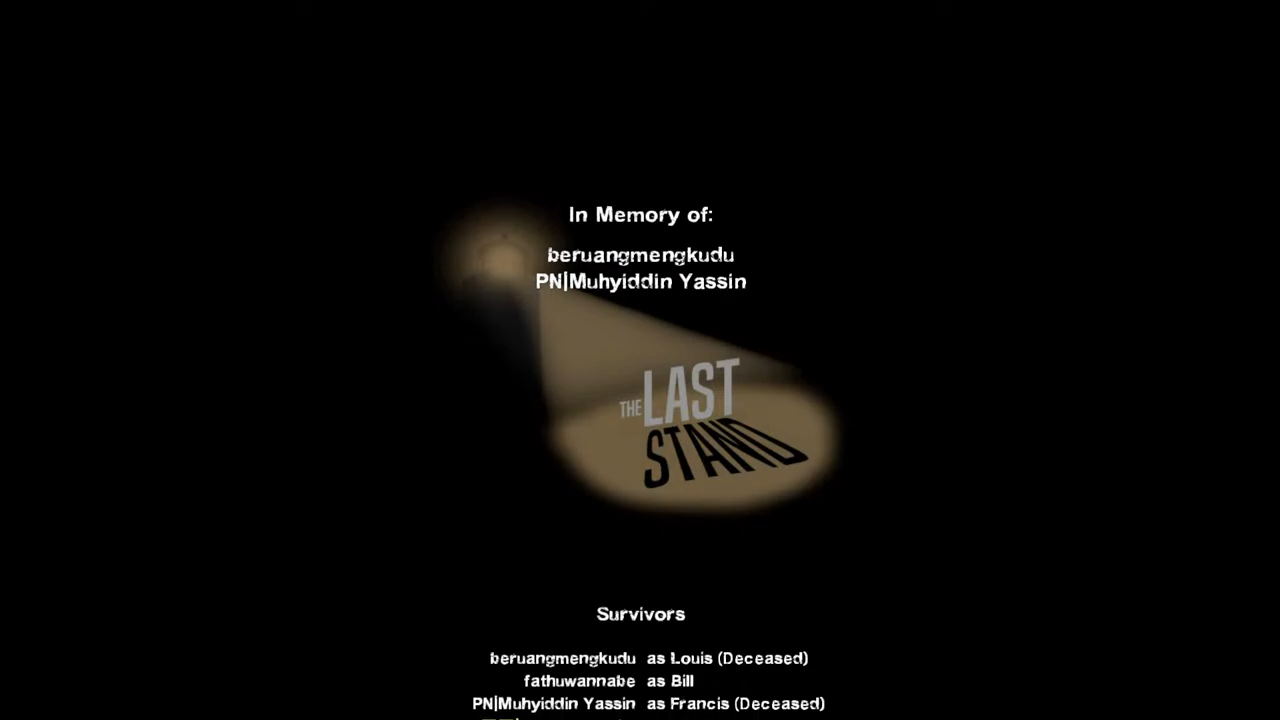 In Memory of:
beruangmengkudu
PN|Muhyiddin Yassin
THE LAST
STAND
Survivors
beruangmengkudu as Louis (Deceased)
fathuwannabe as Bill
PN|Muhyiddin Yassin as Francis (Deceased)